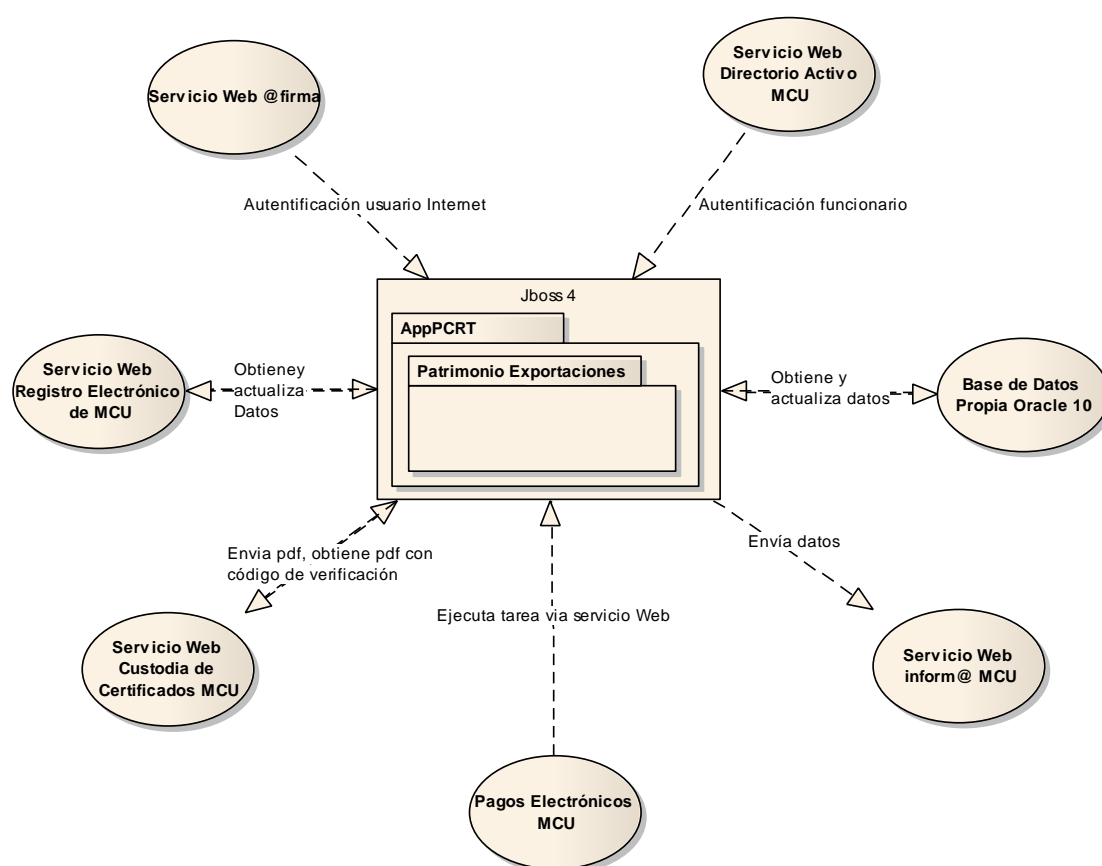 Servicio Web @firma
Servicio Web
Directorio Activo
MCU
Autentificación usuario Internet
Autentificación funcionario
Jboss 4
AppPCRT
Patrimonio Exportaciones
Servicio Web
Registro Electrónico
de MCU
Obtieney
actualiza
Datos
Obtiene y
actualiza datos
Base de Datos
Propia Oracle 10
Envia pdf, obtiene pdf con
código de verificación
Envía datos
Ejecuta tarea via servicio Web
Servicio Web
Custodia de
Certificados MCU
Servicio Web
inform@ MCU
Pagos Electrónicos
MCU